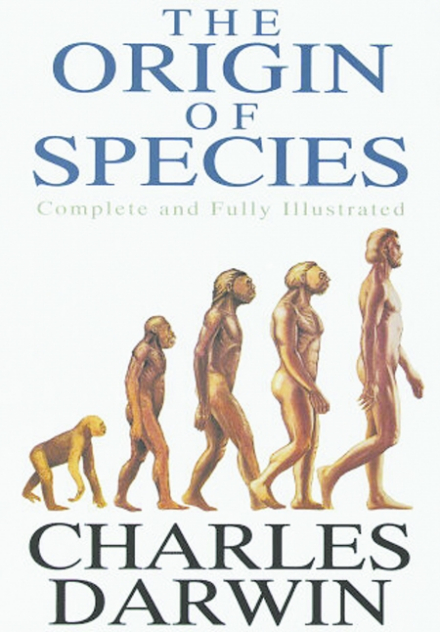 THE
ORIGIN
OF
SPECIES
Complete and Fully Illustrated
CHARLES
DARWIN